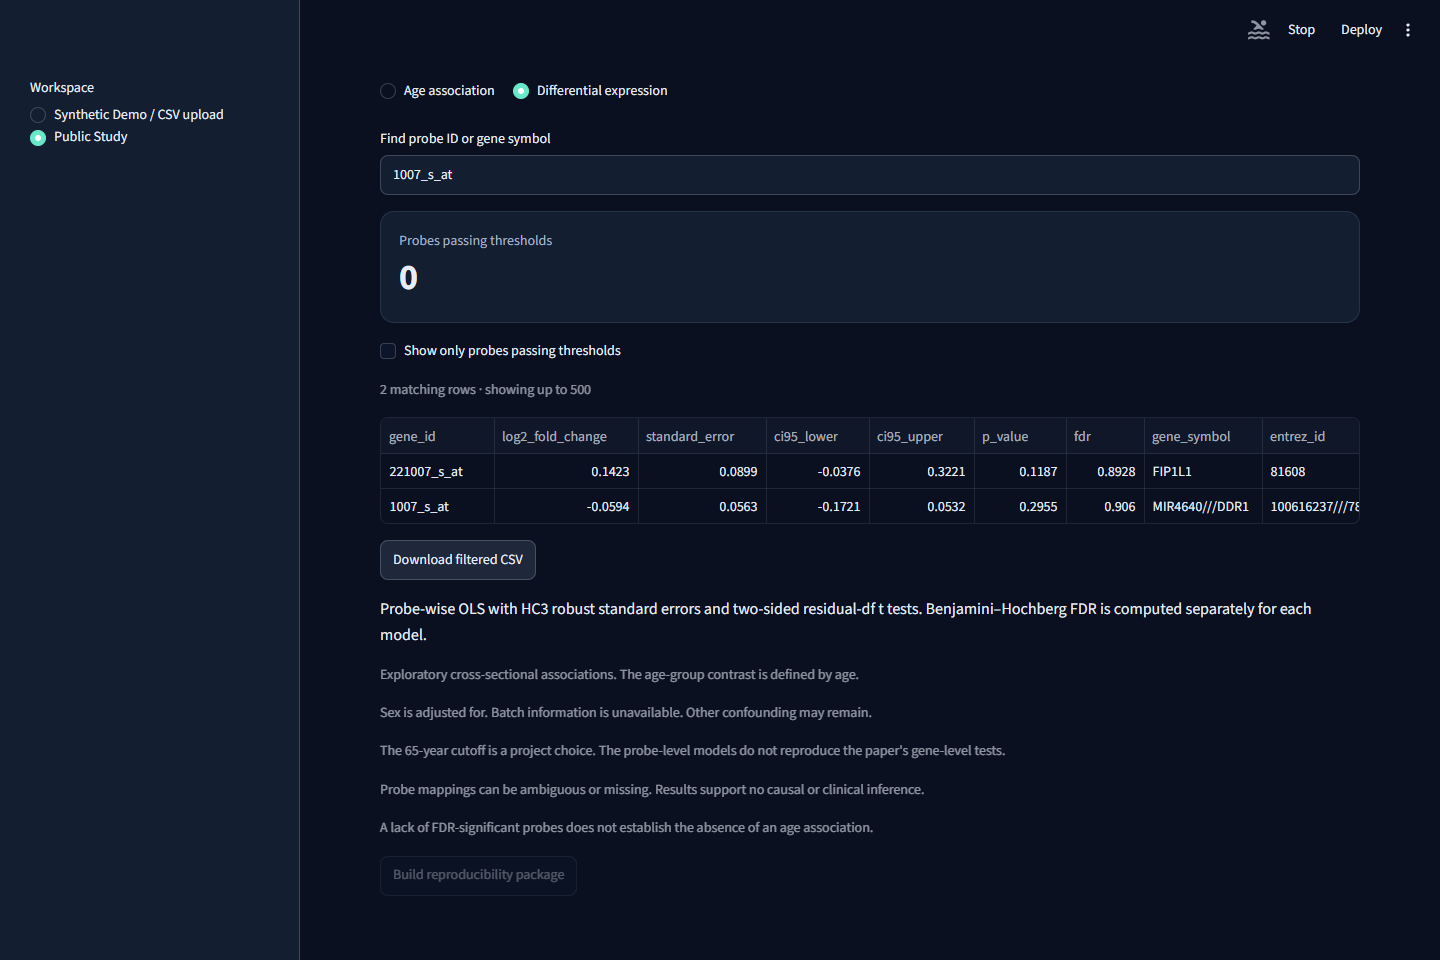 Stop Deploy
Workspace
Synthetic Demo / CSV upload
Public Study
Age association Differential expression
Find probe ID or gene symbol
1007_s_at
Probes passing thresholds
0
Show only probes passing thresholds
2 matching rows · showing up to 500
gene_id log2_fold_change standard_error ci95_lower ci95_upper p_value fdr gene_symbol entrez_id
221007_s_at 0.1423 0.0899 -0.0376 0.3221 0.1187 0.8928 FIP1L1 81608
1007_s_at -0.0594 0.0563 -0.1721 0.0532 0.2955 0.906 MIR4640///DDR1 100616237///78
Download filtered CSV
Probe-wise OLS with HC3 robust standard errors and two-sided residual-df t tests. Benjamini–Hochberg FDR is computed separately for each
model.
Exploratory cross-sectional associations. The age-group contrast is defined by age.
Sex is adjusted for. Batch information is unavailable. Other confounding may remain.
The 65-year cutoff is a project choice. The probe-level models do not reproduce the paper's gene-level tests.
Probe mappings can be ambiguous or missing. Results support no causal or clinical inference.
A lack of FDR-significant probes does not establish the absence of an age association.
Build reproducibility package